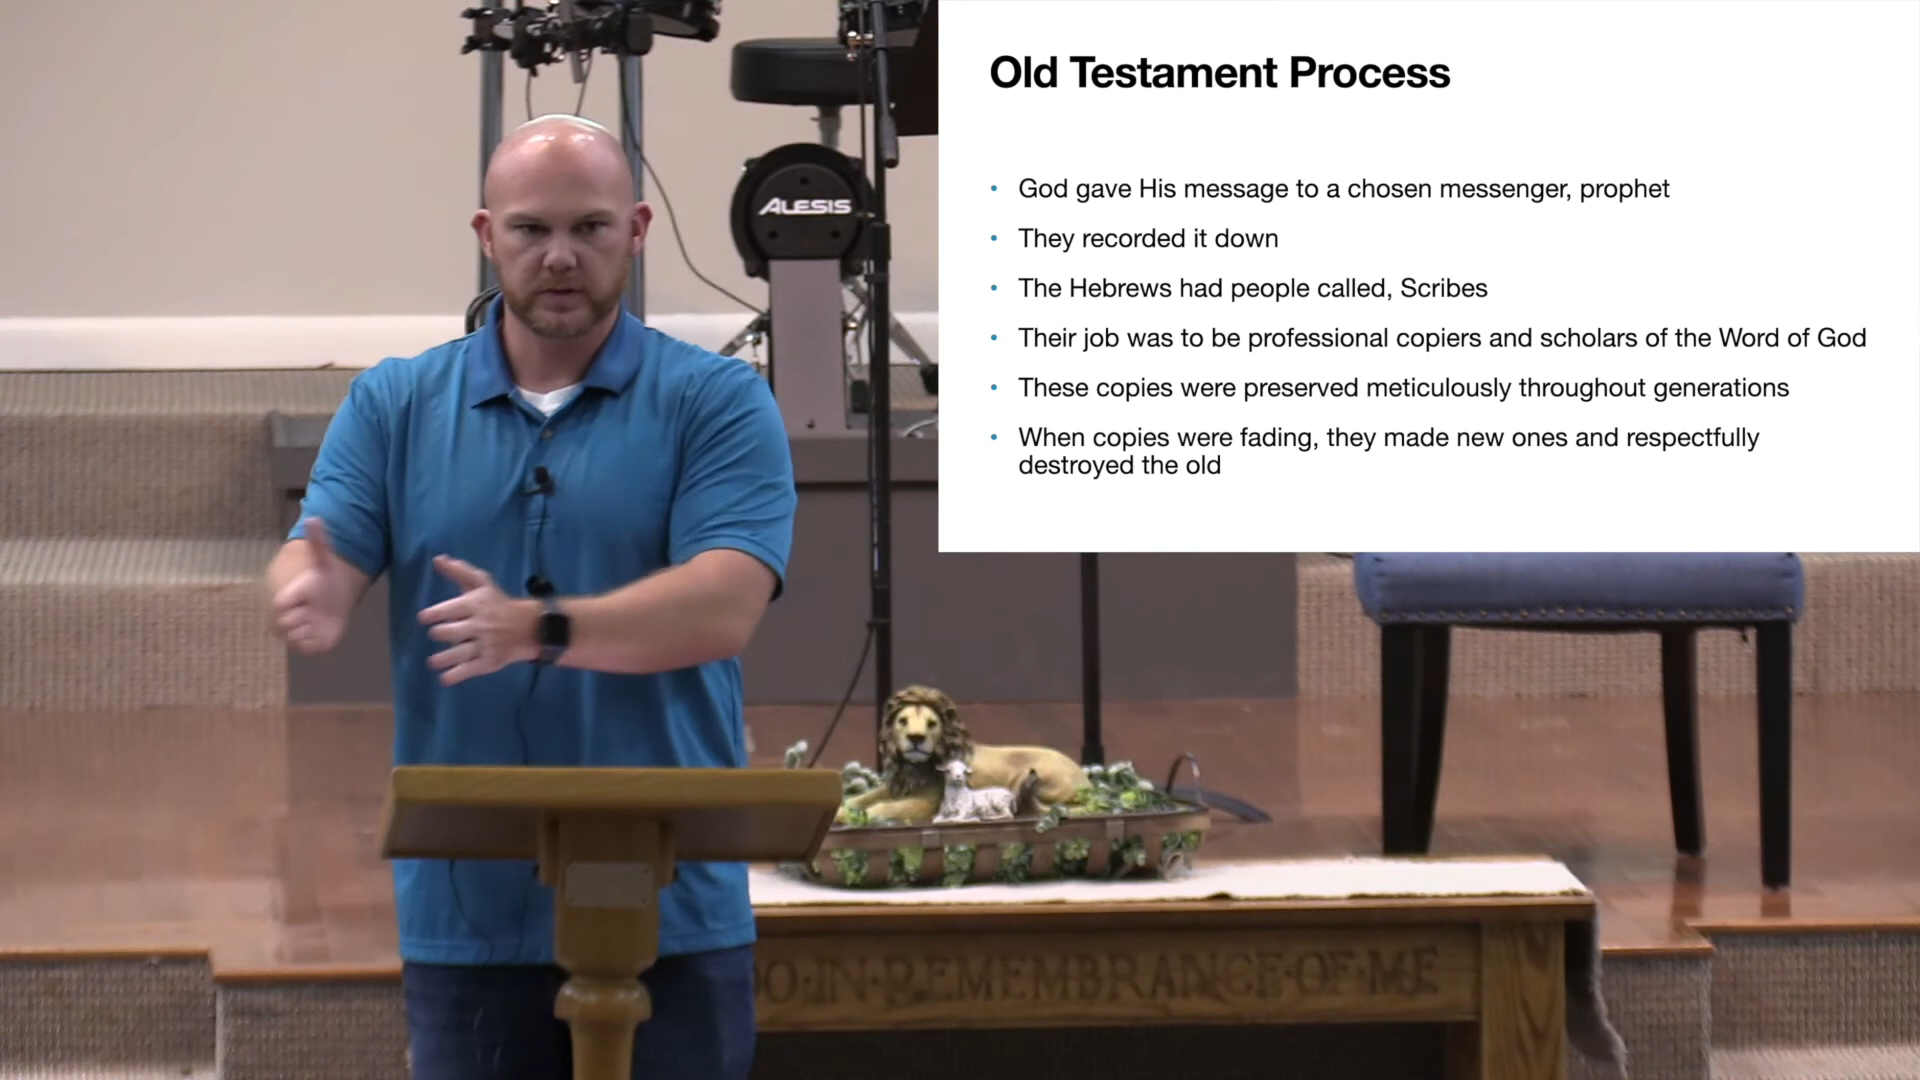 Old Testament Process
• God gave His message to a chosen messenger, prophet
• They recorded it down
• The Hebrews had people called, Scribes
• Their job was to be professional copiers and scholars of the Word of God
• These copies were preserved meticulously throughout generations
• When copies were fading, they made new ones and respectfully
destroyed the old
ALESIS
DO·IN·REMEMBRANCE·OF·ME